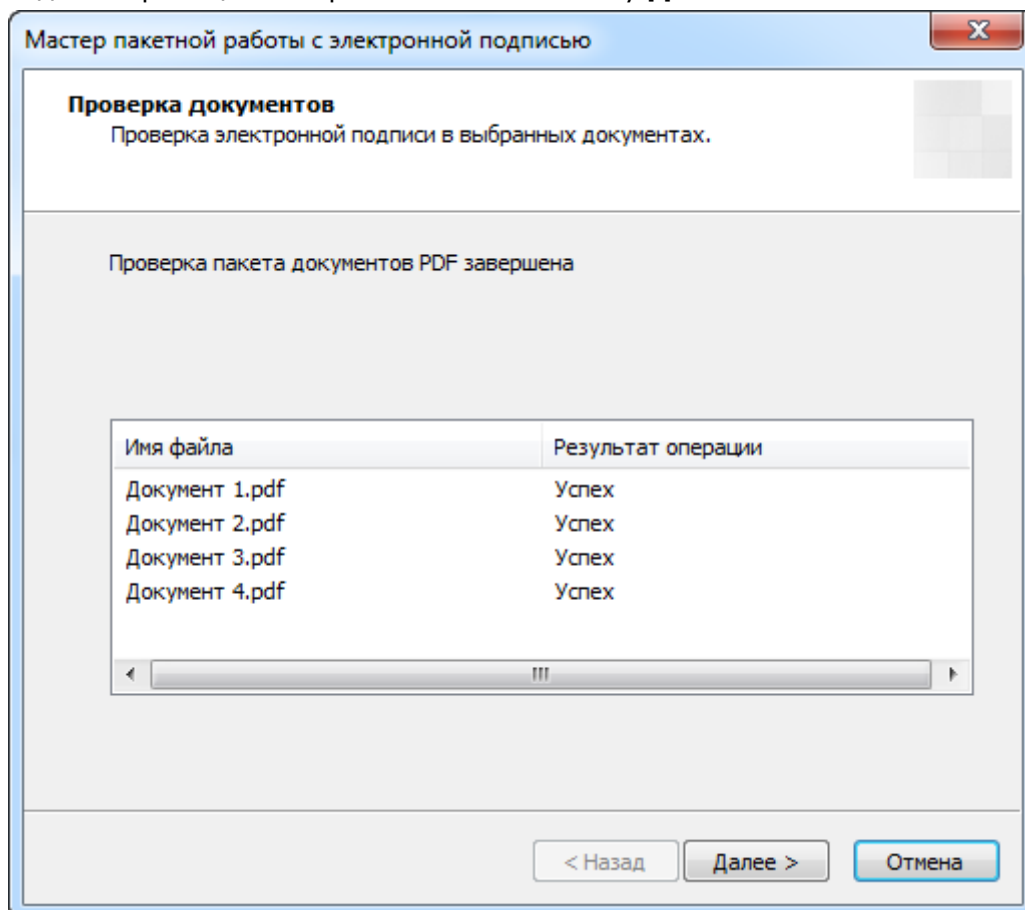 Мастер пакетной работы с электронной подписью
Проверка документов
Проверка электронной подписи в выбранных документах.
Проверка пакета документов PDF завершена
Имя файла Результат операции
Документ 1.pdf Успех
Документ 2.pdf Успех
Документ 3.pdf Успех
Документ 4.pdf Успех
< Назад Далее > Отмена